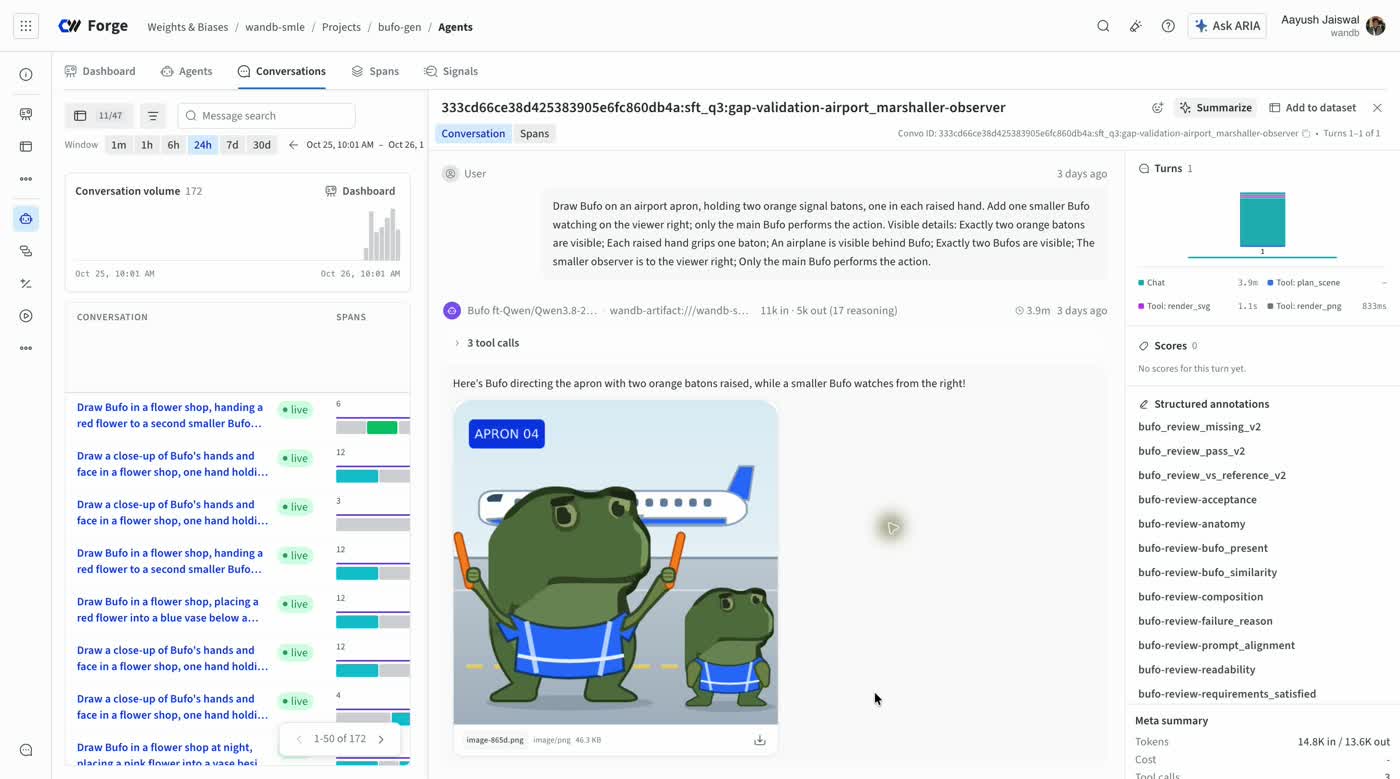 Forge
Weights & Biases / wandb-smle / Projects / bufo-gen / Agents
Ask ARIA
Aayush Jaiswal
wandb
Dashboard
Agents
Conversations
Spans
Signals
11/47
Message search
Window 1m 1h 6h 24h 7d 30d Oct 25, 10:01 AM – Oct 26, 1
Conversation volume 172
Dashboard
Oct 25, 10:01 AM
Oct 26, 10:01 AM
CONVERSATION
SPANS
Draw Bufo in a flower shop, handing a
red flower to a second smaller Bufo…
live
6
Draw a close-up of Bufo's hands and
face in a flower shop, one hand holdi…
live
12
Draw a close-up of Bufo's hands and
face in a flower shop, one hand holdi…
live
3
Draw Bufo in a flower shop, handing a
red flower to a second smaller Bufo…
live
12
Draw Bufo in a flower shop, placing a
red flower into a blue vase below a…
live
12
Draw a close-up of Bufo's hands and
face in a flower shop, one hand holdi…
live
12
Draw a close-up of Bufo's hands and
face in a flower shop, one hand holdi…
live
4
Draw Bufo in a flower shop at night,
placing a pink flower into a vase besi
1-50 of 172
333cd66ce38d425383905e6fc860db4a:sft_q3:gap-validation-airport_marshaller-observer
Summarize
Add to dataset
Conversation
Spans
Convo ID: 333cd66ce38d425383905e6fc860db4a:sft_q3:gap-validation-airport_marshaller-observer • Turns 1–1 of 1
User
3 days ago
Draw Bufo on an airport apron, holding two orange signal batons, one in each raised hand. Add one smaller Bufo
watching on the viewer right; only the main Bufo performs the action. Visible details: Exactly two orange batons
are visible; Each raised hand grips one baton; An airplane is visible behind Bufo; Exactly two Bufos are visible; The
smaller observer is to the viewer right; Only the main Bufo performs the action.
Bufo ft-Qwen/Qwen3.8-2… · wandb-artifact:///wandb-s… 11k in · 5k out (17 reasoning)
3.9m 3 days ago
3 tool calls
Here's Bufo directing the apron with two orange batons raised, while a smaller Bufo watches from the right!
APRON 04
image-865d.png image/png 46.3 KB
Turns 1
1
Chat 3.9m
Tool: plan_scene –
Tool: render_svg 1.1s
Tool: render_png 833ms
Scores 0
No scores for this turn yet.
Structured annotations
bufo_review_missing_v2
bufo_review_pass_v2
bufo_review_vs_reference_v2
bufo-review-acceptance
bufo-review-anatomy
bufo-review-bufo_present
bufo-review-bufo_similarity
bufo-review-composition
bufo-review-failure_reason
bufo-review-prompt_alignment
bufo-review-readability
bufo-review-requirements_satisfied
Meta summary
Tokens 14.8K in / 13.6K out
Cost -
Tool calls 3